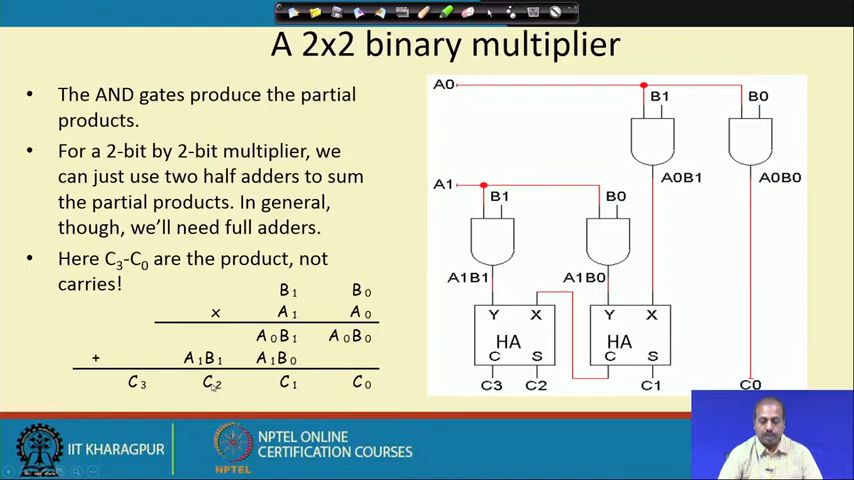 A 2x2 binary multiplier
• The AND gates produce the partial
products.
• For a 2-bit by 2-bit multiplier, we
can just use two half adders to sum
the partial products. In general,
though, we'll need full adders.
• Here C₃-C₀ are the product, not
carries!
B₁ B₀
x A₁ A₀
A₀B₁ A₀B₀
+ A₁B₁ A₁B₀
C₃ C₂ C₁ C₀
A0
B1 B0
A0B1 A0B0
A1
B1 B0
A1B1 A1B0
Y X Y X
HA HA
C S C S
C3 C2 C1 C0
IIT KHARAGPUR
NPTEL
NPTEL ONLINE
CERTIFICATION COURSES